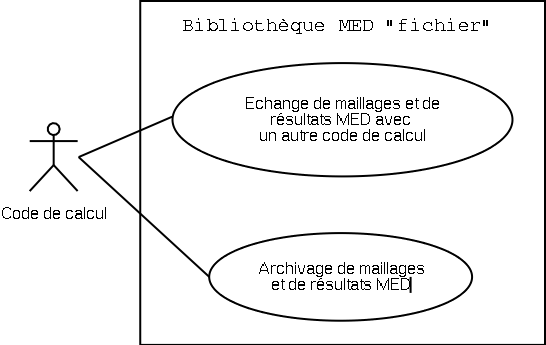 Bibliothèque MED "fichier"
Echange de maillages et de
résultats MED avec
un autre code de calcul
Code de calcul
Archivage de maillages
et de résultats MED